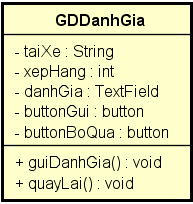 GDDanhGia
- taiXe : String
- xepHang : int
- danhGia : TextField
- buttonGui : button
- buttonBoQua : button
+ guiDanhGia() : void
+ quayLai() : void